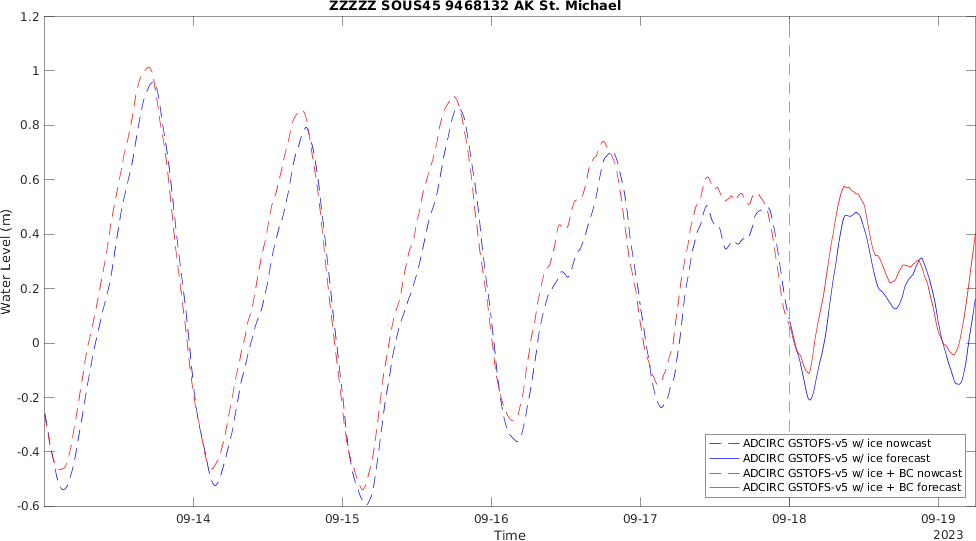 ZZZZZ SOUS45 9468132 AK St. Michael
1.2
1
0.8
0.6
0.4
0.2
0
-0.2
-0.4
-0.6
Water Level (m)
09-14
09-15
09-16
09-17
09-18
09-19
Time
2023
ADCIRC GSTOFS-v5 w/ ice nowcast
ADCIRC GSTOFS-v5 w/ ice forecast
ADCIRC GSTOFS-v5 w/ ice + BC nowcast
ADCIRC GSTOFS-v5 w/ ice + BC forecast